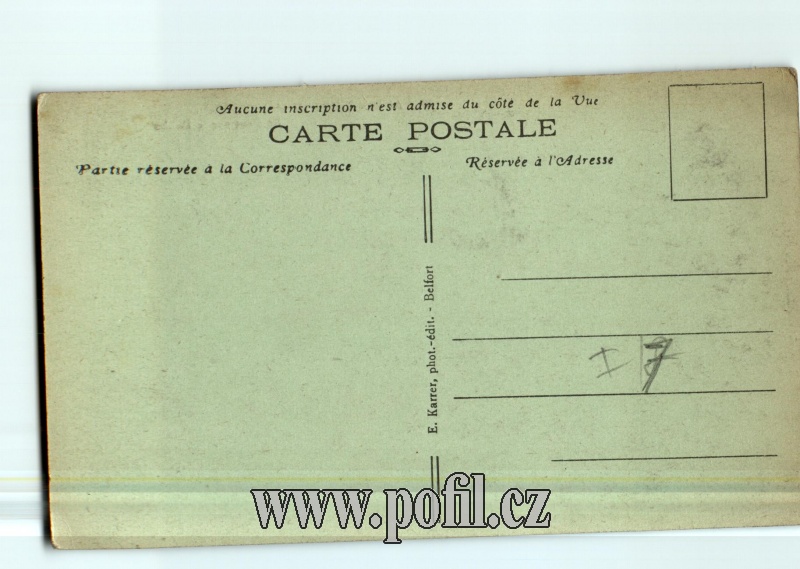 Aucune inscription n'est admise du côté de la Vue
CARTE POSTALE
Partie réservée à la Correspondance
Réservée à l'Adresse
E. Karrer, phot.-édit. - Belfort
I 7
www.pofil.cz